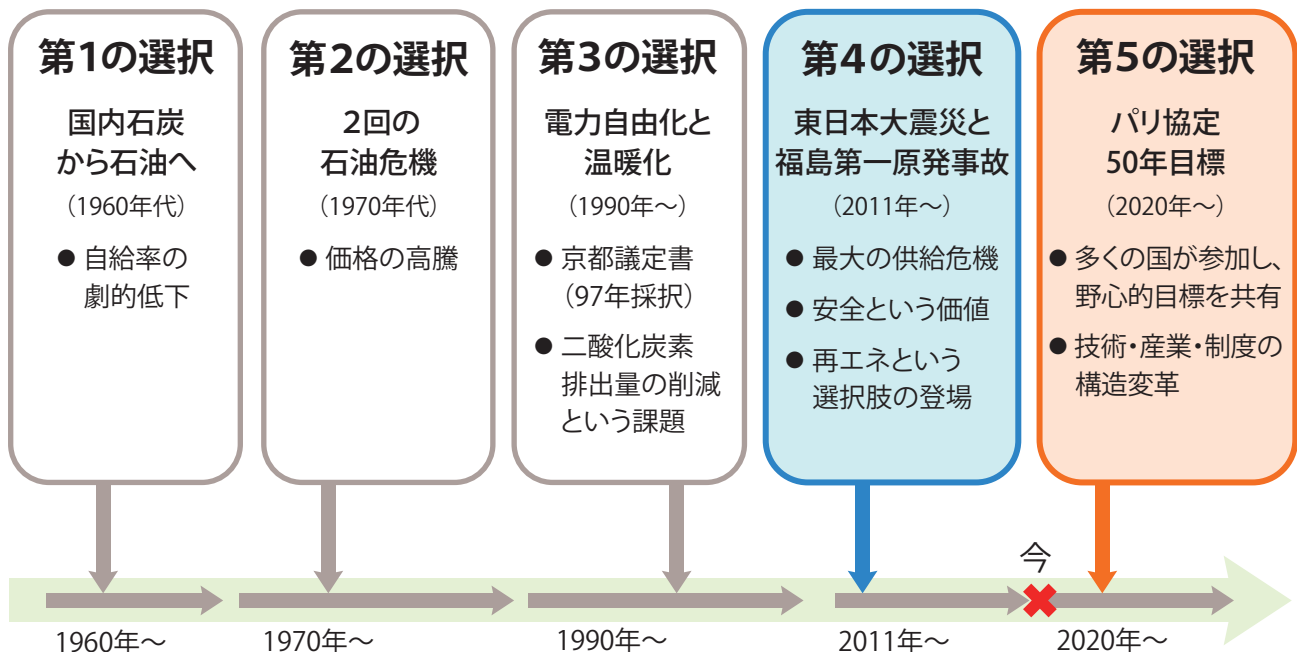 第1の選択
国内石炭
から石油へ
（1960年代）
● 自給率の
劇的低下
第2の選択
2回の
石油危機
（1970年代）
● 価格の高騰
第3の選択
電力自由化と
温暖化
（1990年〜）
● 京都議定書
（97年採択）
● 二酸化炭素
排出量の削減
という課題
第4の選択
東日本大震災と
福島第一原発事故
（2011年〜）
● 最大の供給危機
● 安全という価値
● 再エネという
選択肢の登場
第5の選択
パリ協定
50年目標
（2020年〜）
● 多くの国が参加し、
野心的目標を共有
● 技術・産業・制度の
構造変革
今
1960年〜
1970年〜
1990年〜
2011年〜
2020年〜